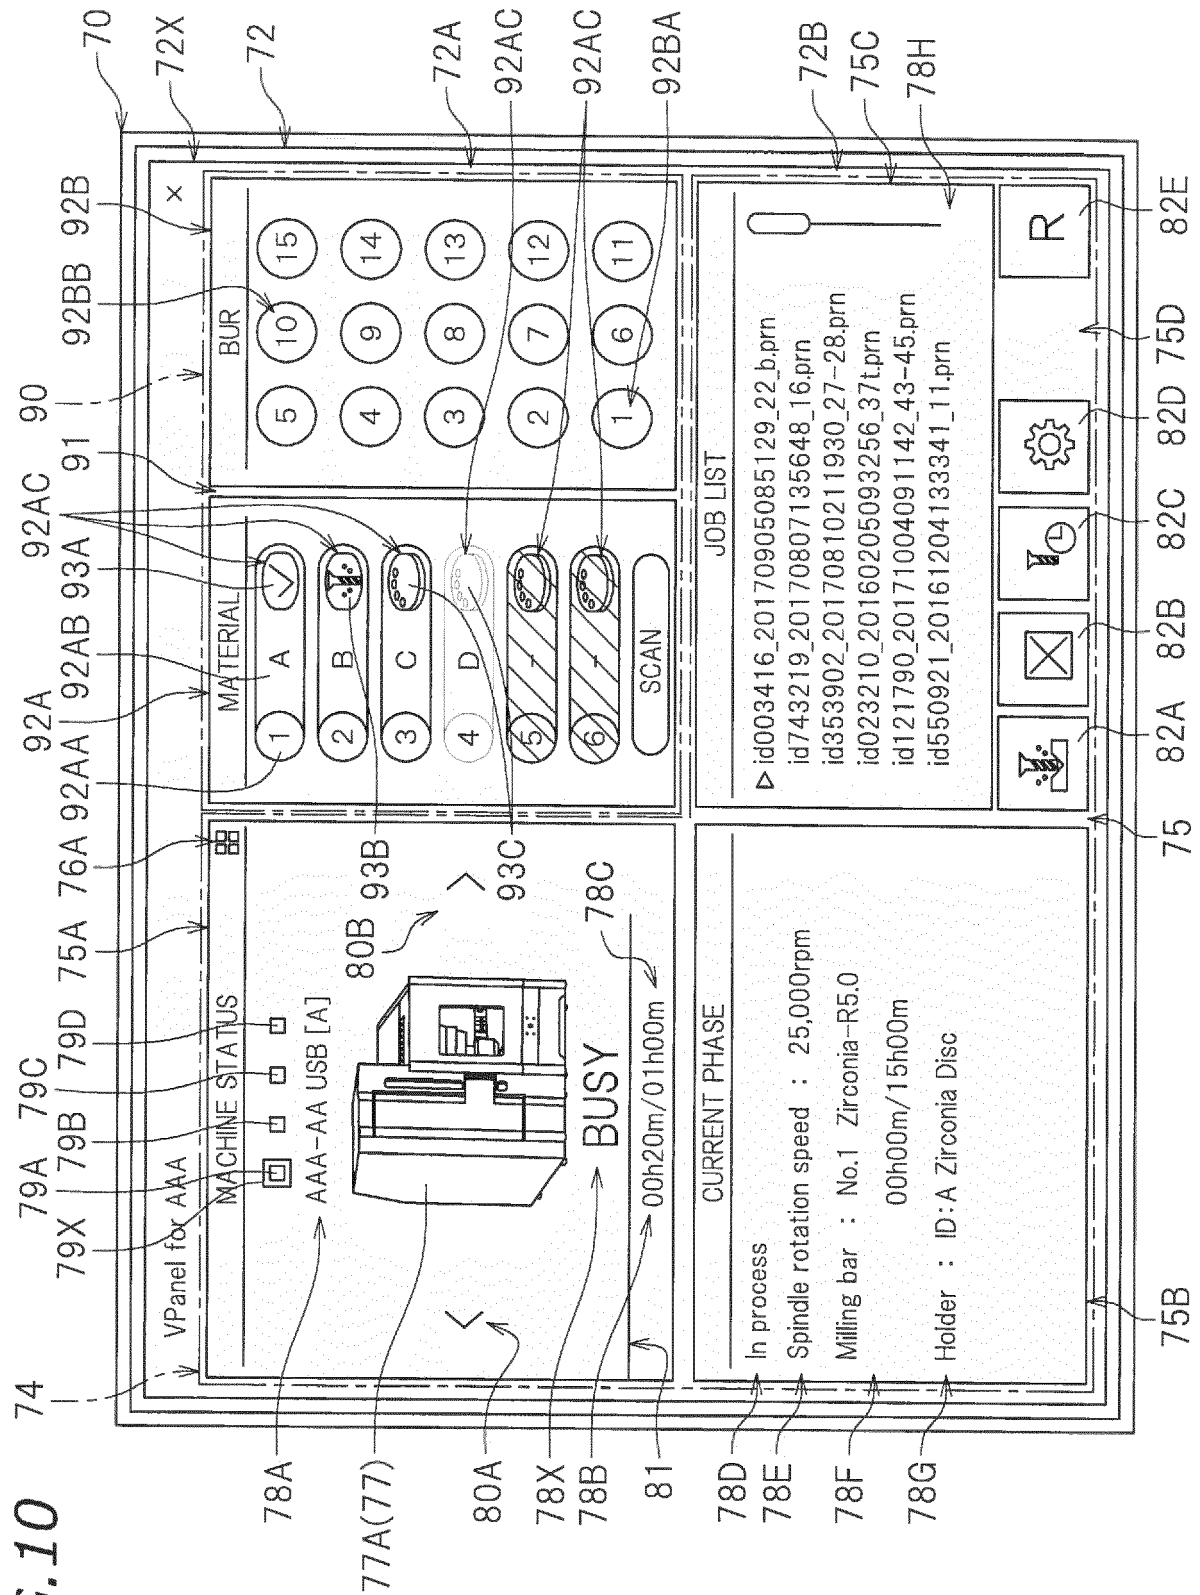 G.10
70
72X
72
72A
92AC
92AC
92BA
72B
75C
78H
92B
92BB
90
91
92AC
93A
92AB
92A
92AA
76A
75A
79D
79C
79B
79A
79X
74
VPanel for AAA
×
MACHINE STATUS
AAA-AA USB [A]
BUSY
00h20m/01h00m
80B
93B
93C
78C
78A
77A(77)
80A
78X
78B
81
MATERIAL
1 A
2 B
3 C
4 D
5 -
6 -
SCAN
BUR
5 10 15
4 9 14
3 8 13
2 7 12
1 6 11
CURRENT PHASE
In process
Spindle rotation speed : 25,000rpm
Milling bar : No.1 Zirconia-R5.0
00h00m/15h00m
Holder : ID:A Zirconia Disc
78D
78E
78F
78G
JOB LIST
▷ id003416_20170905085129_22_b.prn
id743219_20170807135648_16.prn
id353902_20170810211930_27-28.prn
id023210_20160205093256_37t.prn
id121790_20171004091142_43-45.prn
id550921_20161204133341_11.prn
R
75B
75
82A
82B
82C
82D
75D
82E